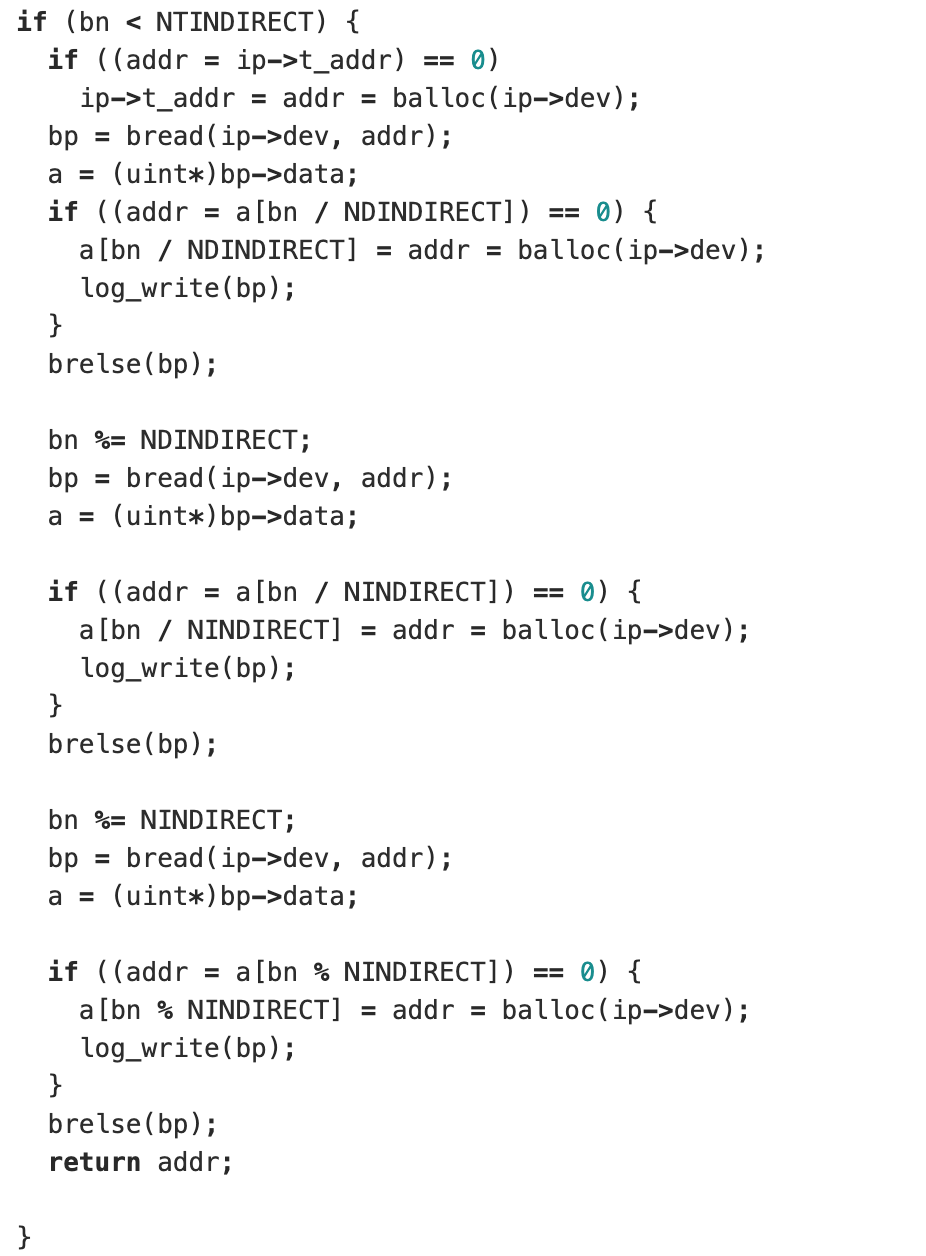 if (bn < NTINDIRECT) {
  if ((addr = ip->t_addr) == 0)
    ip->t_addr = addr = balloc(ip->dev);
  bp = bread(ip->dev, addr);
  a = (uint*)bp->data;
  if ((addr = a[bn / NDINDIRECT]) == 0) {
    a[bn / NDINDIRECT] = addr = balloc(ip->dev);
    log_write(bp);
  }
  brelse(bp);

  bn %= NDINDIRECT;
  bp = bread(ip->dev, addr);
  a = (uint*)bp->data;

  if ((addr = a[bn / NINDIRECT]) == 0) {
    a[bn / NINDIRECT] = addr = balloc(ip->dev);
    log_write(bp);
  }
  brelse(bp);

  bn %= NINDIRECT;
  bp = bread(ip->dev, addr);
  a = (uint*)bp->data;

  if ((addr = a[bn % NINDIRECT]) == 0) {
    a[bn % NINDIRECT] = addr = balloc(ip->dev);
    log_write(bp);
  }
  brelse(bp);
  return addr;

}